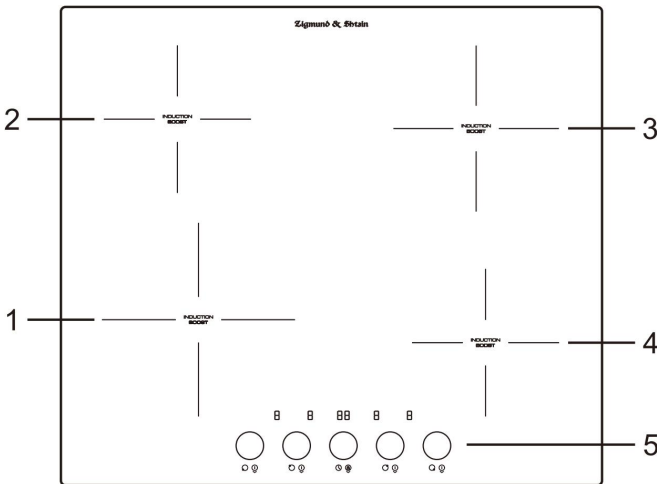 Zigmund & Shtain
2
INDUCTION
BOOST
INDUCTION
BOOST
3
1
INDUCTION
BOOST
INDUCTION
BOOST
4
8 8 88 8 8
5